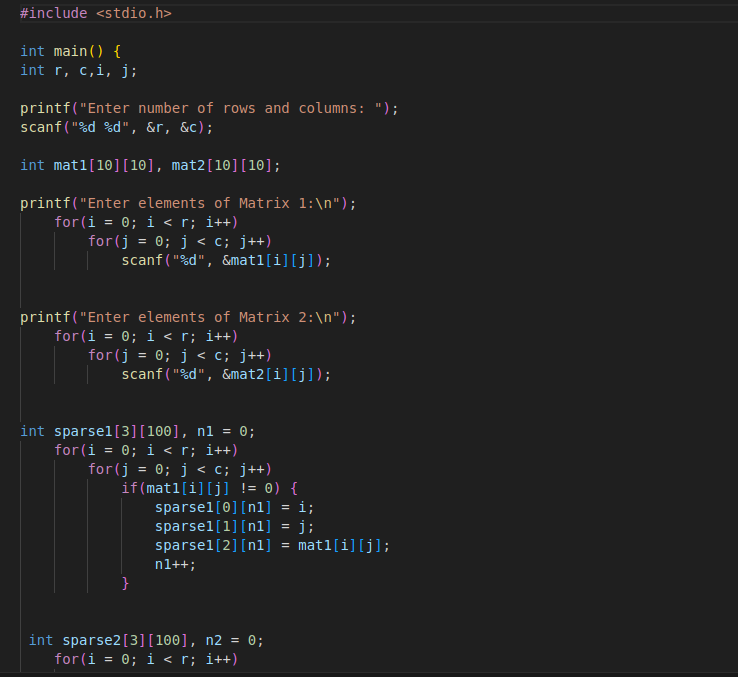 #include <stdio.h>
int main() {
int r, c,i, j;
printf("Enter number of rows and columns: ");
scanf("%d %d", &r, &c);
int mat1[10][10], mat2[10][10];
printf("Enter elements of Matrix 1:\n");
for(i = 0; i < r; i++)
for(j = 0; j < c; j++)
scanf("%d", &mat1[i][j]);
printf("Enter elements of Matrix 2:\n");
for(i = 0; i < r; i++)
for(j = 0; j < c; j++)
scanf("%d", &mat2[i][j]);
int sparse1[3][100], n1 = 0;
for(i = 0; i < r; i++)
for(j = 0; j < c; j++)
if(mat1[i][j] != 0) {
sparse1[0][n1] = i;
sparse1[1][n1] = j;
sparse1[2][n1] = mat1[i][j];
n1++;
}
int sparse2[3][100], n2 = 0;
for(i = 0; i < r; i++)